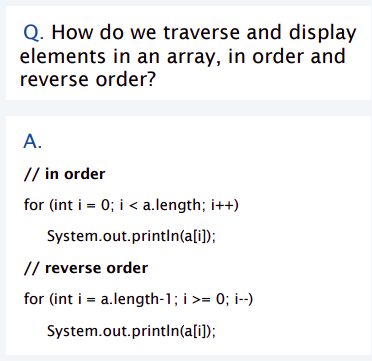 Q. How do we traverse and display
elements in an array, in order and
reverse order?
A.
// in order
for (int i = 0; i < a.length; i++)
System.out.println(a[i]);
// reverse order
for (int i = a.length-1; i >= 0; i--)
System.out.println(a[i]);